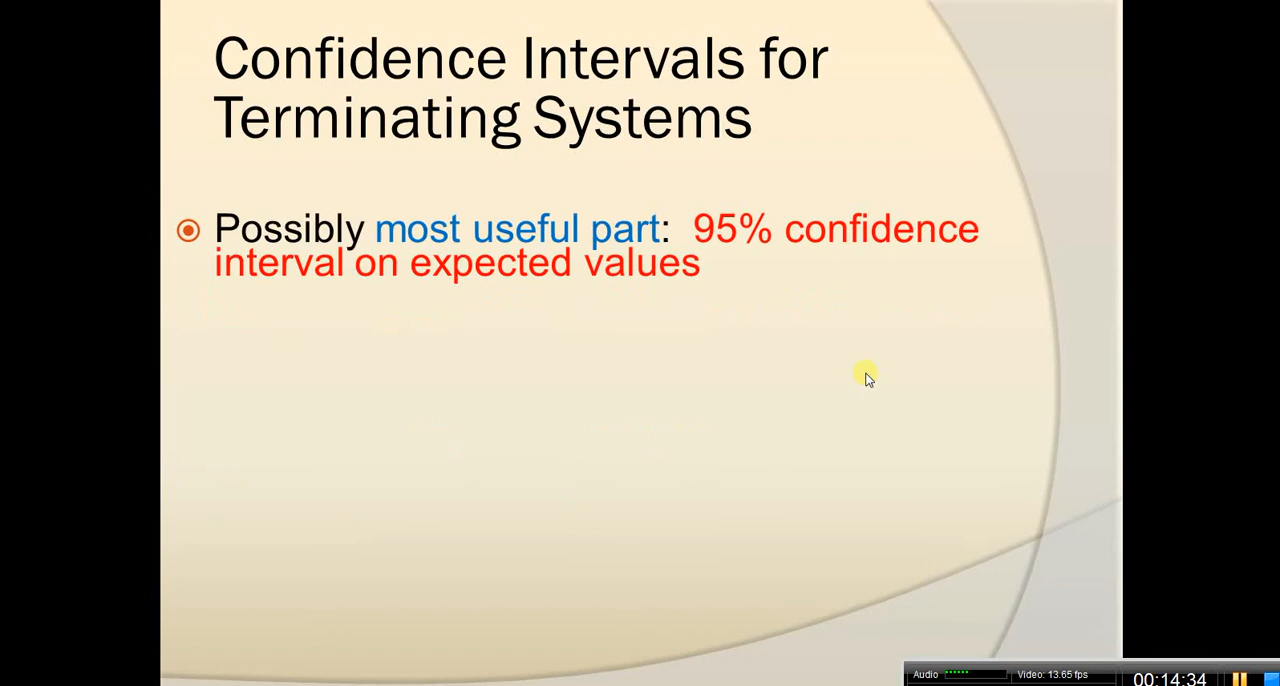 Confidence Intervals for
Terminating Systems
Possibly most useful part:  95% confidence
interval on expected values
Audio
Video: 13.65 fps
00:14:34